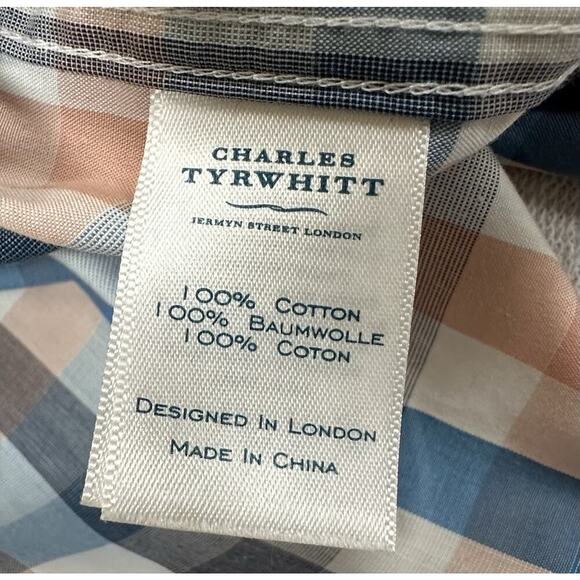 CHARLES
TYRWHITT
JERMYN STREET LONDON
100% COTTON
100% BAUMWOLLE
100% COTON
DESIGNED IN LONDON
MADE IN CHINA